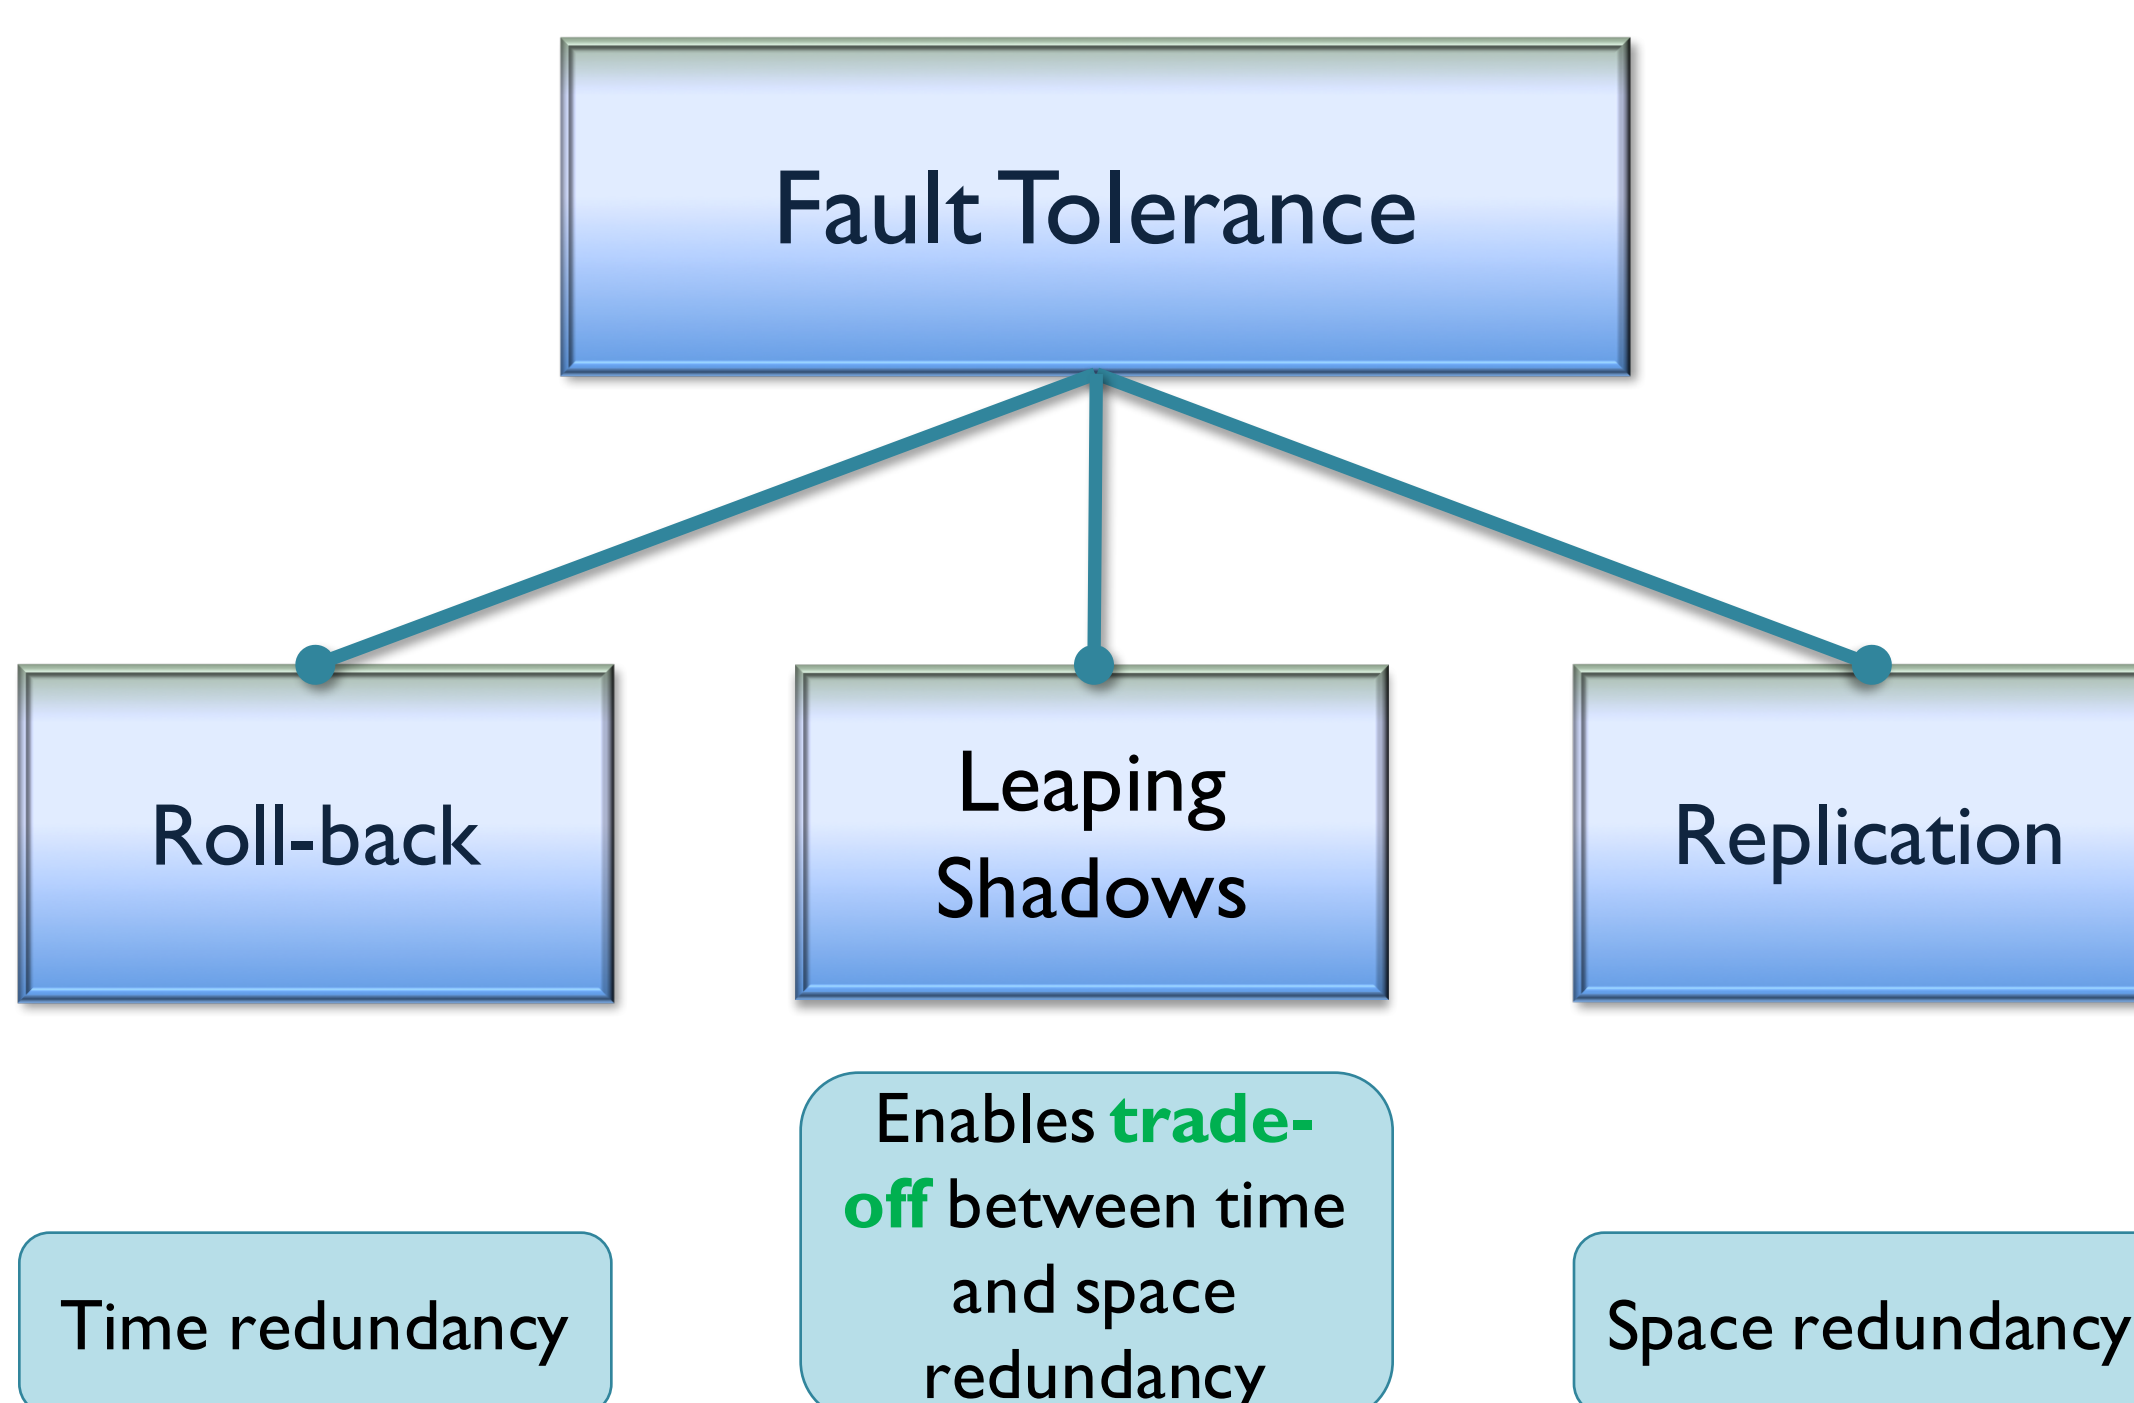 Fault Tolerance
Roll-back
Leaping
Shadows
Replication
Time redundancy
Enables trade-
off between time
and space
redundancy
Space redundancy